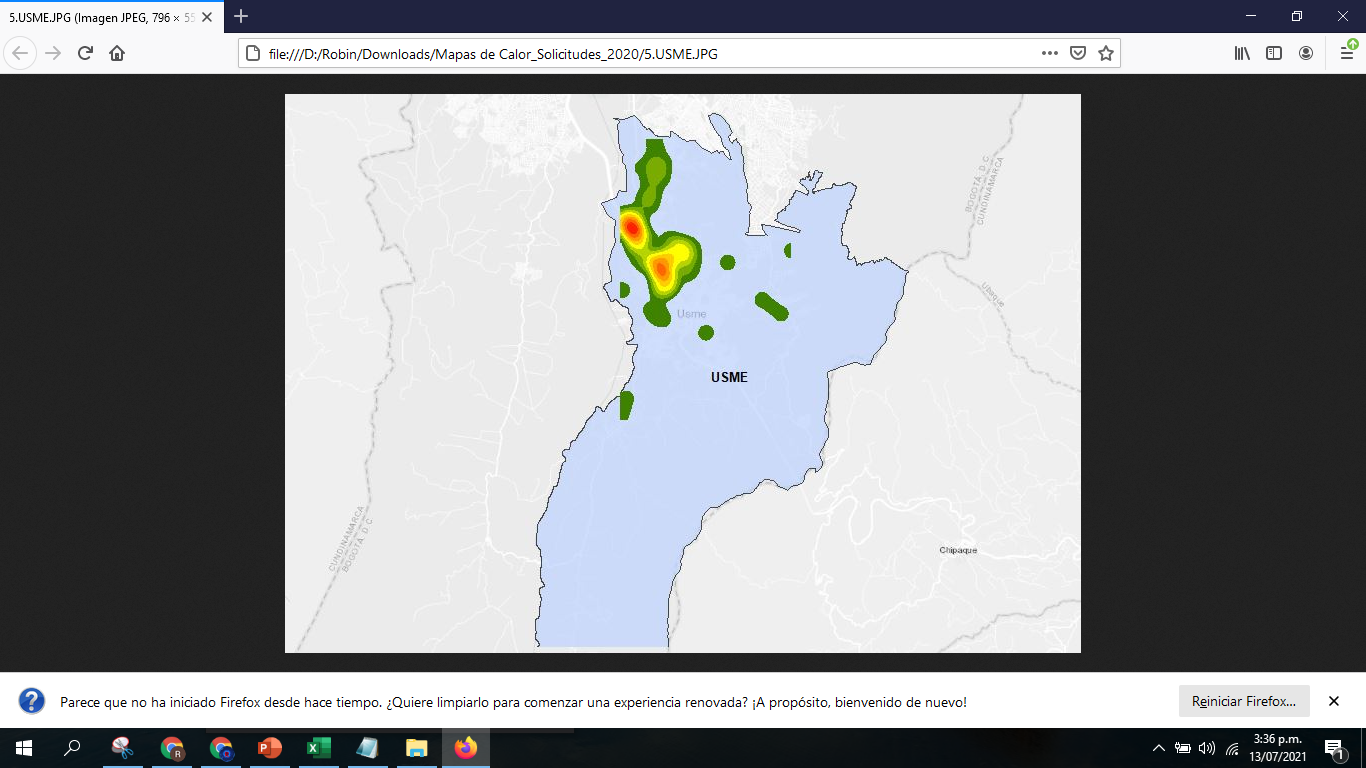 5.USME.JPG (Imagen JPEG, 796 × 55
file:///D:/Robin/Downloads/Mapas de Calor_Solicitudes_2020/5.USME.JPG
BOGOTÁ, D.C.
CUNDINAMARCA
Ubaque
Usme
USME
CUNDINAMARCA
BOGOTÁ, D.C.
Chipaque
Parece que no ha iniciado Firefox desde hace tiempo. ¿Quiere limpiarlo para comenzar una experiencia renovada? ¡A propósito, bienvenido de nuevo!
Reiniciar Firefox...
3:36 p.m.
13/07/2021
1